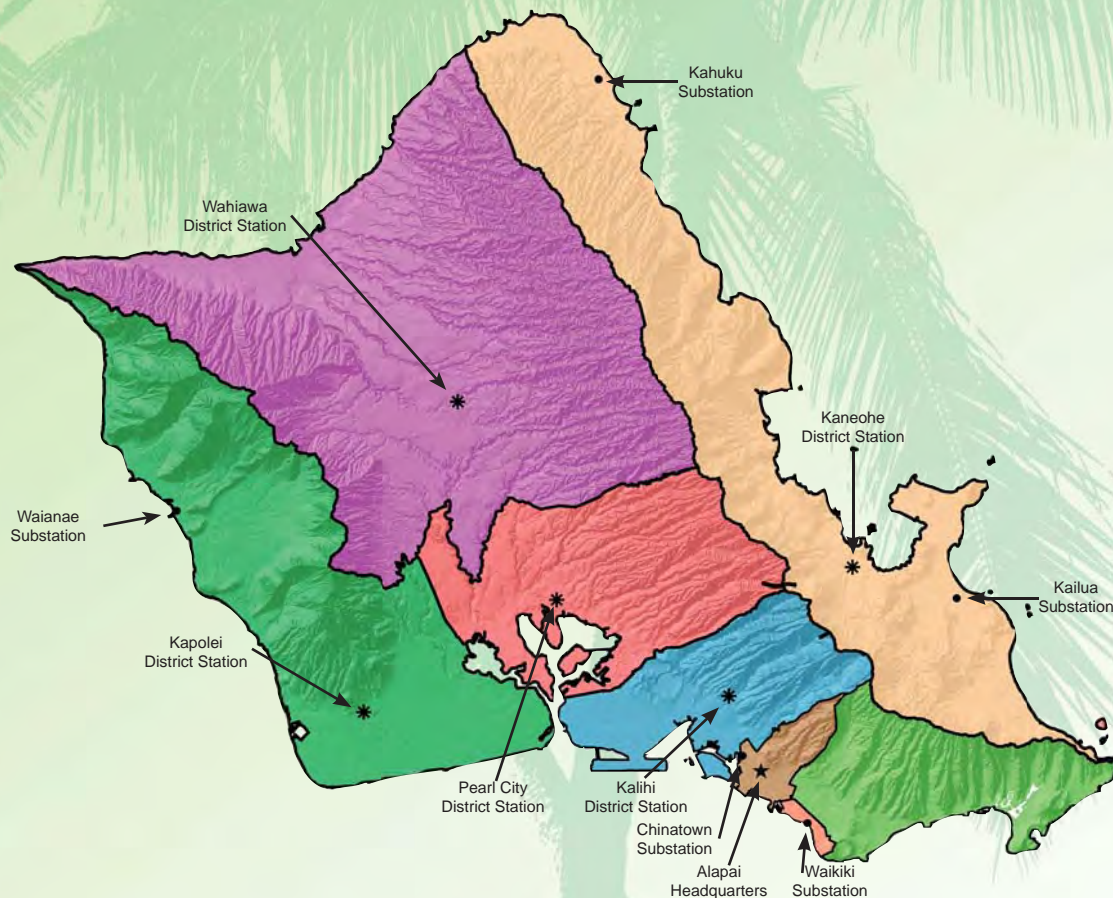 Kahuku
Substation
Wahiawa
District Station
Kaneohe
District Station
Waianae
Substation
Kailua
Substation
Kapolei
District Station
Pearl City
District Station
Kalihi
District Station
Chinatown
Substation
Alapai
Headquarters
Waikiki
Substation